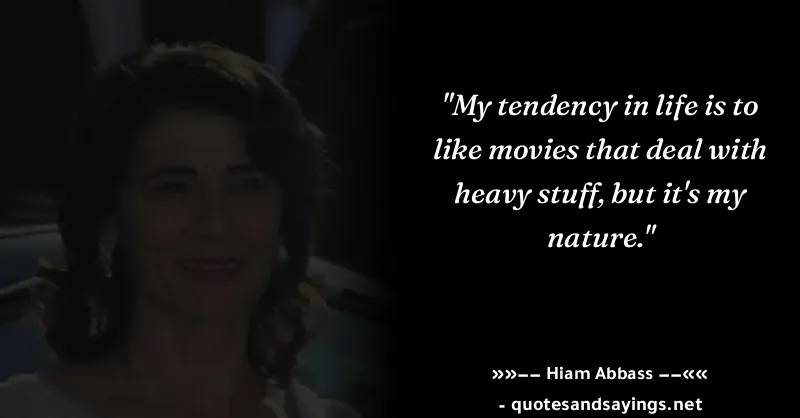 "My tendency in life is to
like movies that deal with
heavy stuff, but it's my
nature."
»»−− Hiam Abbass −−««
- quotesandsayings.net